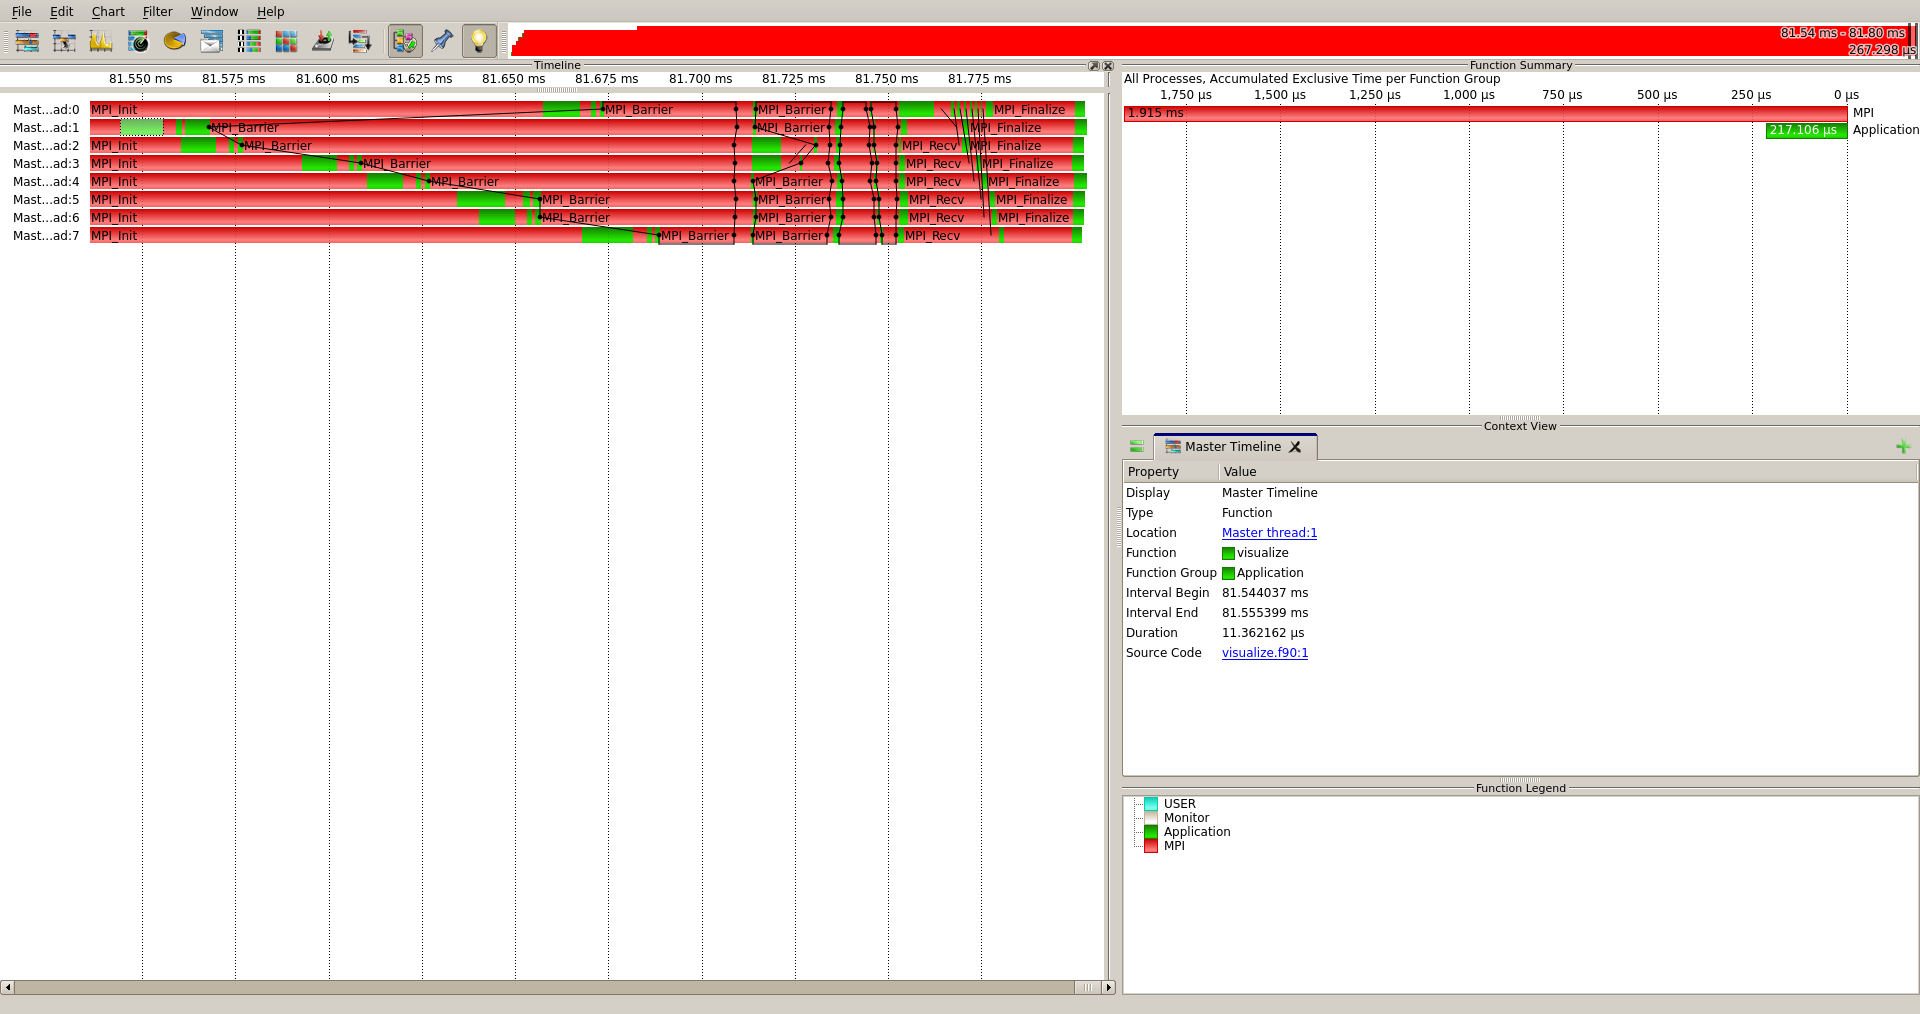 File Edit Chart Filter Window Help
81.54 ms - 81.80 ms
267.298 µs
Timeline
81.550 ms 81.575 ms 81.600 ms 81.625 ms 81.650 ms 81.675 ms 81.700 ms 81.725 ms 81.750 ms 81.775 ms
Mast...ad:0 MPI_Init MPI_Barrier MPI_Barrier MPI_Finalize
Mast...ad:1 MPI_Barrier MPI_Barrier MPI_Finalize
Mast...ad:2 MPI_Init MPI_Barrier MPI_Recv MPI_Finalize
Mast...ad:3 MPI_Init MPI_Barrier MPI_Recv MPI_Finalize
Mast...ad:4 MPI_Init MPI_Barrier MPI_Barrier MPI_Recv MPI_Finalize
Mast...ad:5 MPI_Init MPI_Barrier MPI_Barrier MPI_Recv MPI_Finalize
Mast...ad:6 MPI_Init MPI_Barrier MPI_Barrier MPI_Recv MPI_Finalize
Mast...ad:7 MPI_Init MPI_Barrier MPI_Barrier MPI_Recv
Function Summary
All Processes, Accumulated Exclusive Time per Function Group
1,750 µs 1,500 µs 1,250 µs 1,000 µs 750 µs 500 µs 250 µs 0 µs
1.915 ms MPI
217.106 µs Application
Context View
Master Timeline
Property Value
Display Master Timeline
Type Function
Location Master thread:1
Function visualize
Function Group Application
Interval Begin 81.544037 ms
Interval End 81.555399 ms
Duration 11.362162 µs
Source Code visualize.f90:1
Function Legend
USER
Monitor
Application
MPI